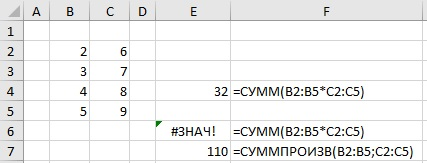 B C D E F
1
2 2 6
3 3 7
4 4 8 32 =СУММ(B2:B5*C2:C5)
5 5 9
6 #ЗНАЧ! =СУММ(B2:B5*C2:C5)
7 110 =СУММПРОИЗВ(B2:B5;C2:C5)